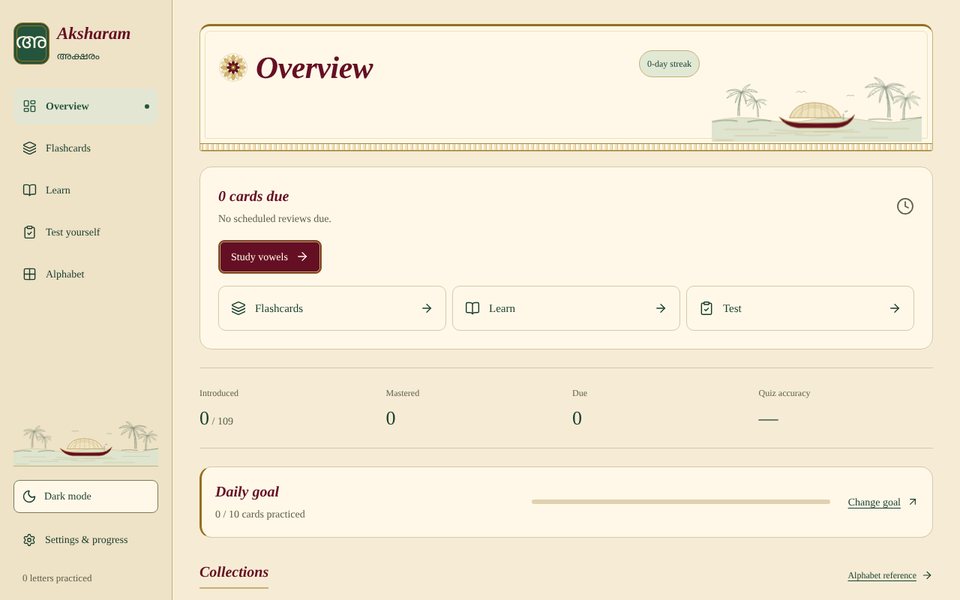 അ
Aksharam
അക്ഷരം
Overview
Flashcards
Learn
Test yourself
Alphabet
Dark mode
Settings & progress
0 letters practiced
Overview
0-day streak
0 cards due
No scheduled reviews due.
Study vowels
Flashcards
Learn
Test
Introduced
0 / 109
Mastered
0
Due
0
Quiz accuracy
—
Daily goal
0 / 10 cards practiced
Change goal
Collections
Alphabet reference